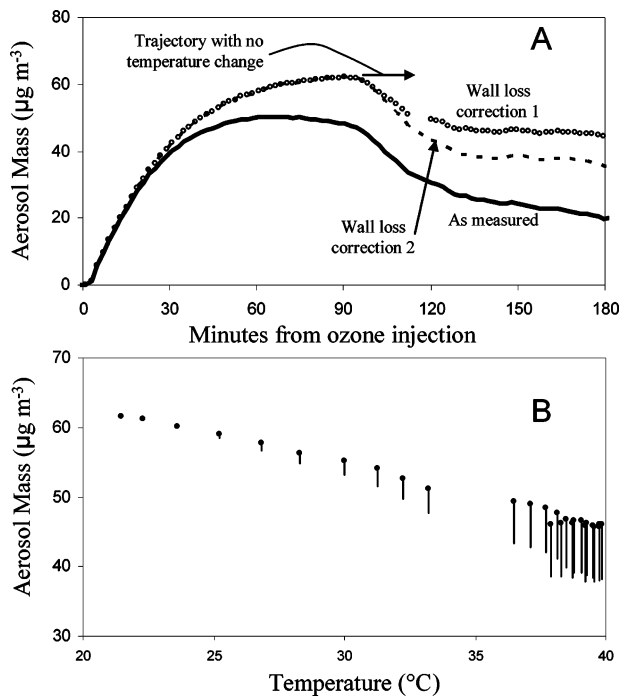 80
A
Trajectory with no
temperature change
Aerosol Mass (µg m-3)
60
Wall loss
correction 1
40
20
Wall loss
correction 2
As measured
0
0 30 60 90 120 150 180
Minutes from ozone injection
70
B
Aerosol Mass (µg m-3)
60
50
40
30
20 25 30 35 40
Temperature (°C)